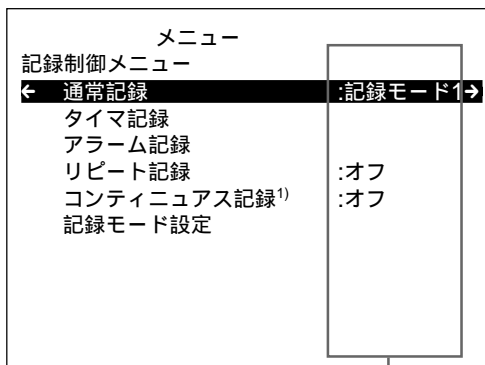 メニュー
記録制御メニュー
← 通常記録 :記録モード1→
タイマ記録
アラーム記録
リピート記録 :オフ
コンティニュアス記録1) :オフ
記録モード設定